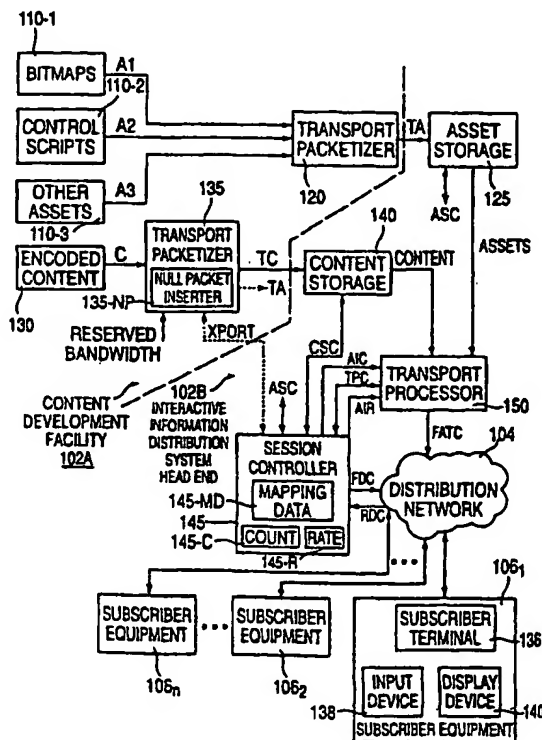 110-1
BITMAPS
A1
110-2
CONTROL
SCRIPTS
A2
OTHER
ASSETS
A3
110-3
TRANSPORT
PACKETIZER
120
TA
ASSET
STORAGE
125
ASC
ASSETS
ENCODED
CONTENT
130
C
135
TRANSPORT
PACKETIZER
NULL PACKET
INSERTER
135-NP
TC
TA
140
CONTENT
STORAGE
CONTENT
RESERVED
BANDWIDTH
XPORT
CSC
AIC
TPC
AIR
TRANSPORT
PROCESSOR
150
CONTENT
DEVELOPMENT
FACILITY
102A
102B
INTERACTIVE
INFORMATION
DISTRIBUTION
SYSTEM
HEAD END
ASC
SESSION
CONTROLLER
145-MD
MAPPING
DATA
145
COUNT
RATE
145-C
145-R
FATC
104
FDC
RDC
DISTRIBUTION
NETWORK
SUBSCRIBER
EQUIPMENT
106n
SUBSCRIBER
EQUIPMENT
1062
1061
SUBSCRIBER
TERMINAL
136
INPUT
DEVICE
138
DISPLAY
DEVICE
140
SUBSCRIBER EQUIPMENT